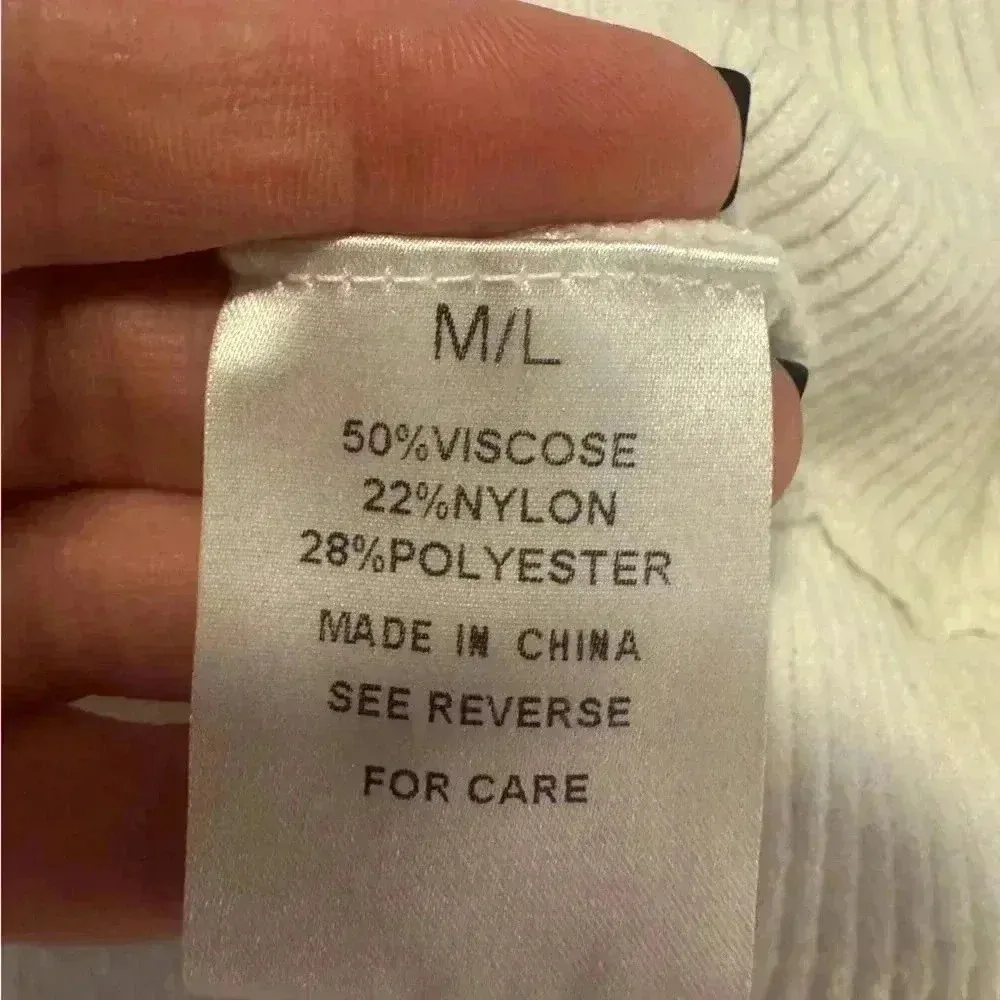 M/L
50%VISCOSE
22%NYLON
28%POLYESTER
MADE IN CHINA
SEE REVERSE
FOR CARE